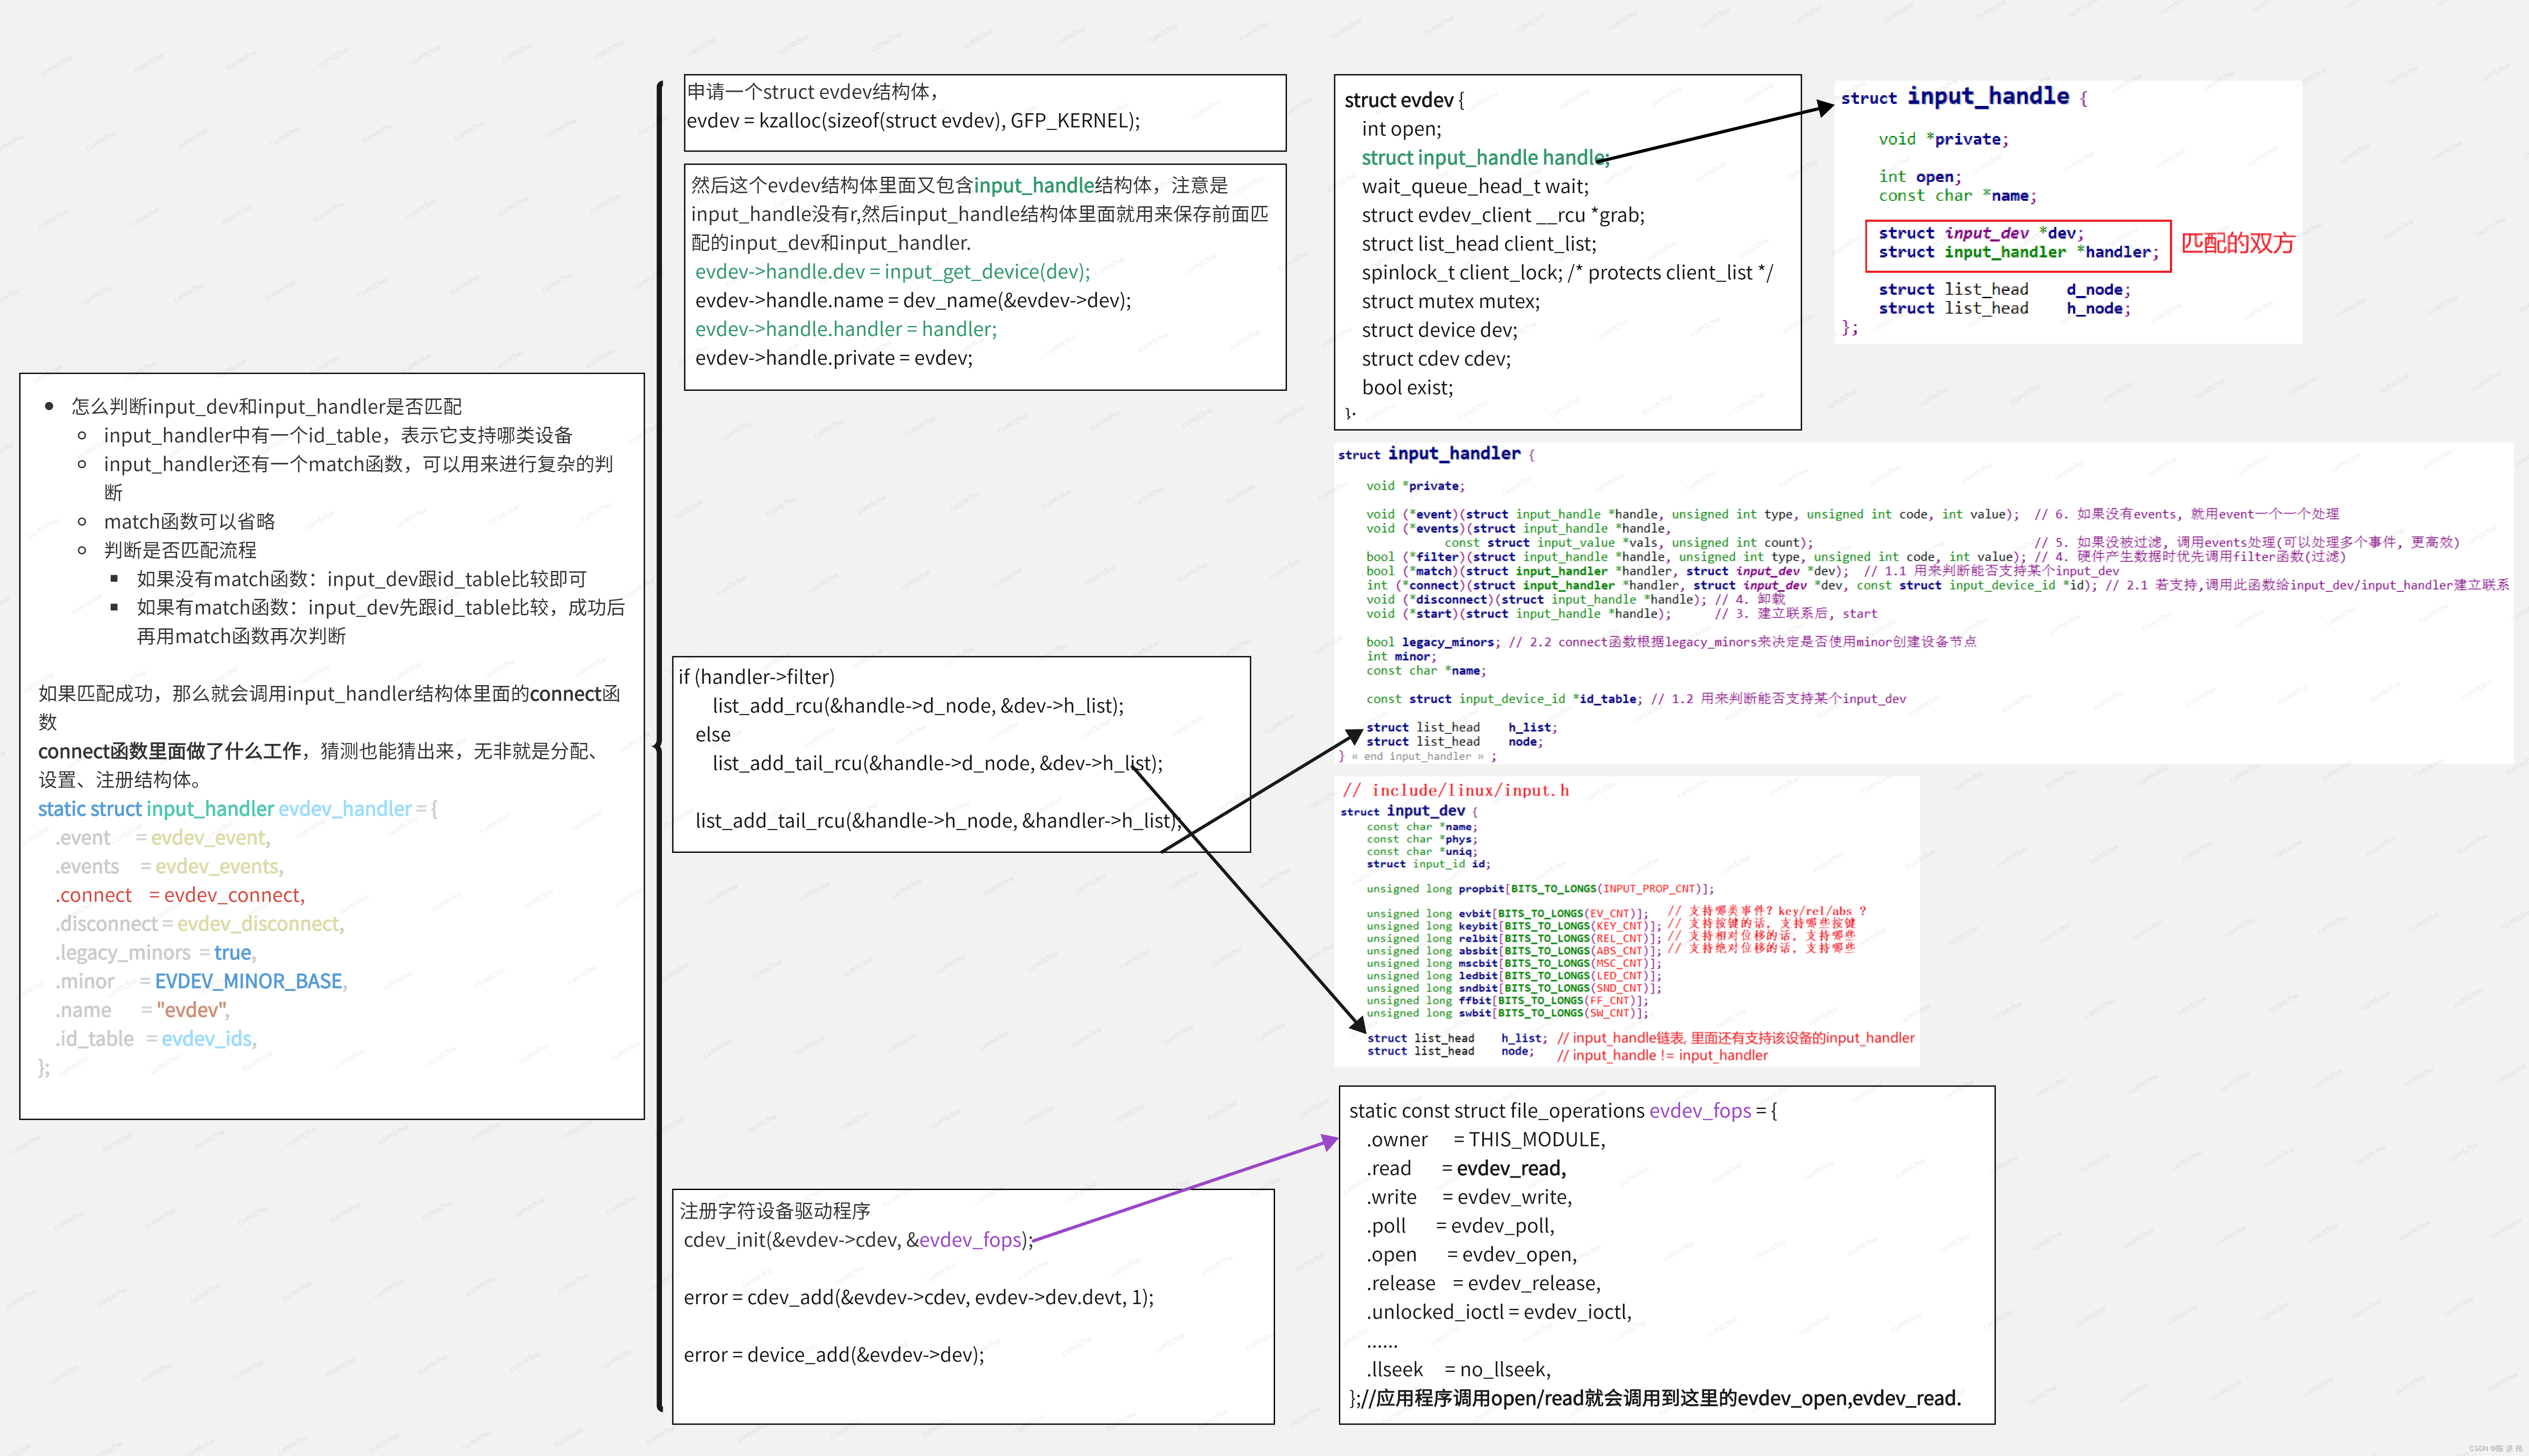 怎么判断input_dev和input_handler是否匹配
input_handler中有一个id_table，表示它支持哪类设备
input_handler还有一个match函数，可以用来进行复杂的判
断
match函数可以省略
判断是否匹配流程
如果没有match函数：input_dev跟id_table比较即可
如果有match函数：input_dev先跟id_table比较，成功后
再用match函数再次判断
如果匹配成功，那么就会调用input_handler结构体里面的connect函
数
connect函数里面做了什么工作，猜测也能猜出来，无非就是分配、
设置、注册结构体。
static struct input_handler evdev_handler = {
.event = evdev_event,
.events = evdev_events,
.connect = evdev_connect,
.disconnect = evdev_disconnect,
.legacy_minors = true,
.minor = EVDEV_MINOR_BASE,
.name = "evdev",
.id_table = evdev_ids,
};
申请一个struct evdev结构体，
evdev = kzalloc(sizeof(struct evdev), GFP_KERNEL);
然后这个evdev结构体里面又包含input_handle结构体，注意是
input_handle没有r,然后input_handle结构体里面就用来保存前面匹
配的input_dev和input_handler.
evdev->handle.dev = input_get_device(dev);
evdev->handle.name = dev_name(&evdev->dev);
evdev->handle.handler = handler;
evdev->handle.private = evdev;
if (handler->filter)
list_add_rcu(&handle->d_node, &dev->h_list);
else
list_add_tail_rcu(&handle->d_node, &dev->h_list);
list_add_tail_rcu(&handle->h_node, &handler->h_list);
注册字符设备驱动程序
cdev_init(&evdev->cdev, &evdev_fops);
error = cdev_add(&evdev->cdev, evdev->dev.devt, 1);
error = device_add(&evdev->dev);
struct evdev {
int open;
struct input_handle handle;
wait_queue_head_t wait;
struct evdev_client __rcu *grab;
struct list_head client_list;
spinlock_t client_lock; /* protects client_list */
struct mutex mutex;
struct device dev;
struct cdev cdev;
bool exist;
};
struct input_handle {
void *private;
int open;
const char *name;
struct input_dev *dev;
struct input_handler *handler;
匹配的双方
struct list_head d_node;
struct list_head h_node;
};
struct input_handler {
void *private;
void (*event)(struct input_handle *handle, unsigned int type, unsigned int code, int value); // 6. 如果没有events, 就用event一个一个处理
void (*events)(struct input_handle *handle,
const struct input_value *vals, unsigned int count); // 5. 如果没被过滤, 调用events处理(可以处理多个事件, 更高效)
bool (*filter)(struct input_handle *handle, unsigned int type, unsigned int code, int value); // 4. 硬件产生数据时优先调用filter函数(过滤)
bool (*match)(struct input_handler *handler, struct input_dev *dev); // 1.1 用来判断能否支持某个input_dev
int (*connect)(struct input_handler *handler, struct input_dev *dev, const struct input_device_id *id); // 2.1 若支持,调用此函数给input_dev/input_handler建立联系
void (*disconnect)(struct input_handle *handle); // 4. 卸载
void (*start)(struct input_handle *handle); // 3. 建立联系后, start
bool legacy_minors; // 2.2 connect函数根据legacy_minors来决定是否使用minor创建设备节点
int minor;
const char *name;
const struct input_device_id *id_table; // 1.2 用来判断能否支持某个input_dev
struct list_head h_list;
struct list_head node;
} « end input_handler » ;
// include/linux/input.h
struct input_dev {
const char *name;
const char *phys;
const char *uniq;
struct input_id id;
unsigned long propbit[BITS_TO_LONGS(INPUT_PROP_CNT)];
unsigned long evbit[BITS_TO_LONGS(EV_CNT)]; // 支持哪类事件? key/rel/abs ?
unsigned long keybit[BITS_TO_LONGS(KEY_CNT)]; // 支持按键的话, 支持哪些按键
unsigned long relbit[BITS_TO_LONGS(REL_CNT)]; // 支持相对位移的话, 支持哪些
unsigned long absbit[BITS_TO_LONGS(ABS_CNT)]; // 支持绝对位移的话, 支持哪些
unsigned long mscbit[BITS_TO_LONGS(MSC_CNT)];
unsigned long ledbit[BITS_TO_LONGS(LED_CNT)];
unsigned long sndbit[BITS_TO_LONGS(SND_CNT)];
unsigned long ffbit[BITS_TO_LONGS(FF_CNT)];
unsigned long swbit[BITS_TO_LONGS(SW_CNT)];
struct list_head h_list; // input_handle链表, 里面还有支持该设备的input_handler
struct list_head node; // input_handle != input_handler
static const struct file_operations evdev_fops = {
.owner = THIS_MODULE,
.read = evdev_read,
.write = evdev_write,
.poll = evdev_poll,
.open = evdev_open,
.release = evdev_release,
.unlocked_ioctl = evdev_ioctl,
......
.llseek = no_llseek,
};//应用程序调用open/read就会调用到这里的evdev_open,evdev_read.
CSDN @陈 洪 伟